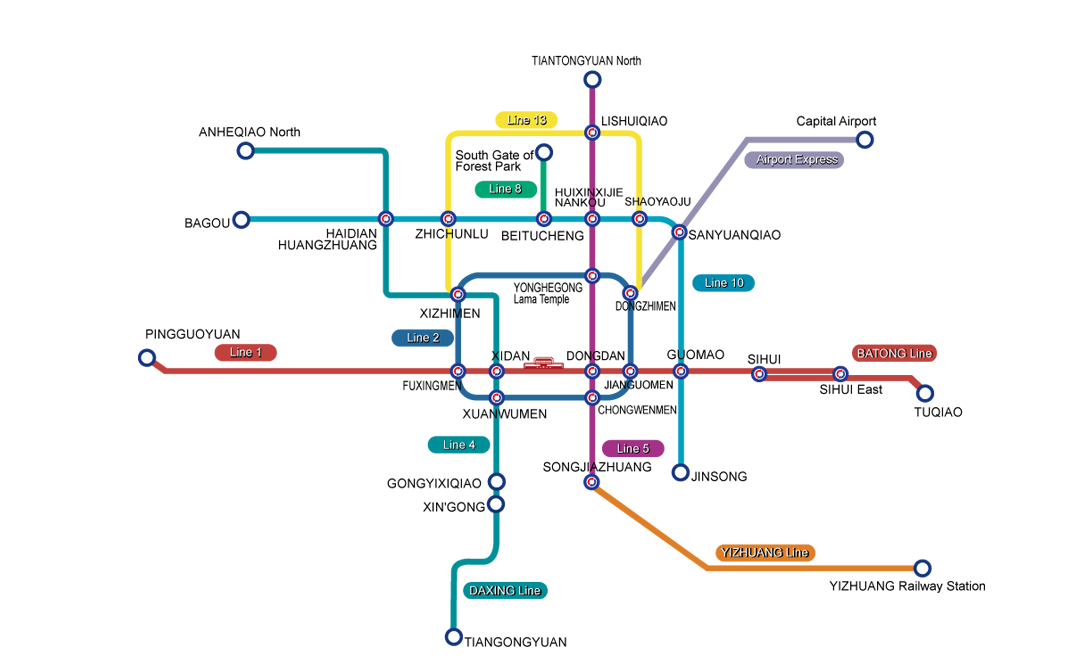 TIANTONGYUAN North
Line 13
LISHUIQIAO
Capital Airport
ANHEQIAO North
South Gate of
Forest Park
Airport Express
Line 8
HUIXINXIJIE
NANKOU
SHAOYAOJU
BAGOU
HAIDIAN
HUANGZHUANG
ZHICHUNLU
BEITUCHENG
SANYUANQIAO
YONGHEGONG
Lama Temple
Line 10
DONGZHIMEN
XIZHIMEN
PINGGUOYUAN
Line 2
Line 1
XIDAN
DONGDAN
GUOMAO
SIHUI
BATONG Line
FUXINGMEN
JIANGUOMEN
SIHUI East
XUANWUMEN
CHONGWENMEN
TUQIAO
Line 4
Line 5
SONGJIAZHUANG
GONGYIXIQIAO
JINSONG
XIN'GONG
YIZHUANG Line
DAXING Line
YIZHUANG Railway Station
TIANGONGYUAN